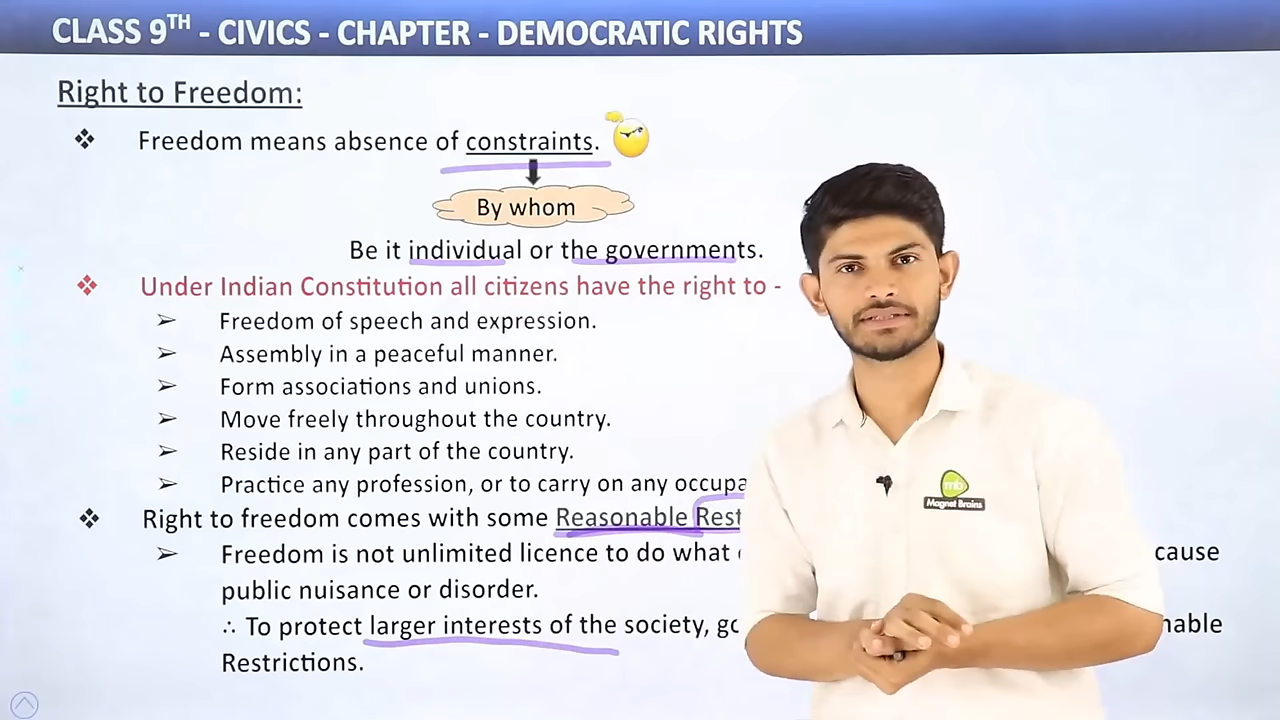 CLASS 9TH - CIVICS - CHAPTER - DEMOCRATIC RIGHTS
Right to Freedom:
❖ Freedom means absence of constraints.
By whom
Be it individual or the governments.
❖ Under Indian Constitution all citizens have the right to -
➢ Freedom of speech and expression.
➢ Assembly in a peaceful manner.
➢ Form associations and unions.
➢ Move freely throughout the country.
➢ Reside in any part of the country.
➢ Practice any profession, or to carry on any
❖ Right to freedom comes with some Reasonable
➢ Freedom is not unlimited licence to do what cause
public nuisance or disorder.
∴ To protect larger interests of the society,
Restrictions.
mb
Magnet Brains